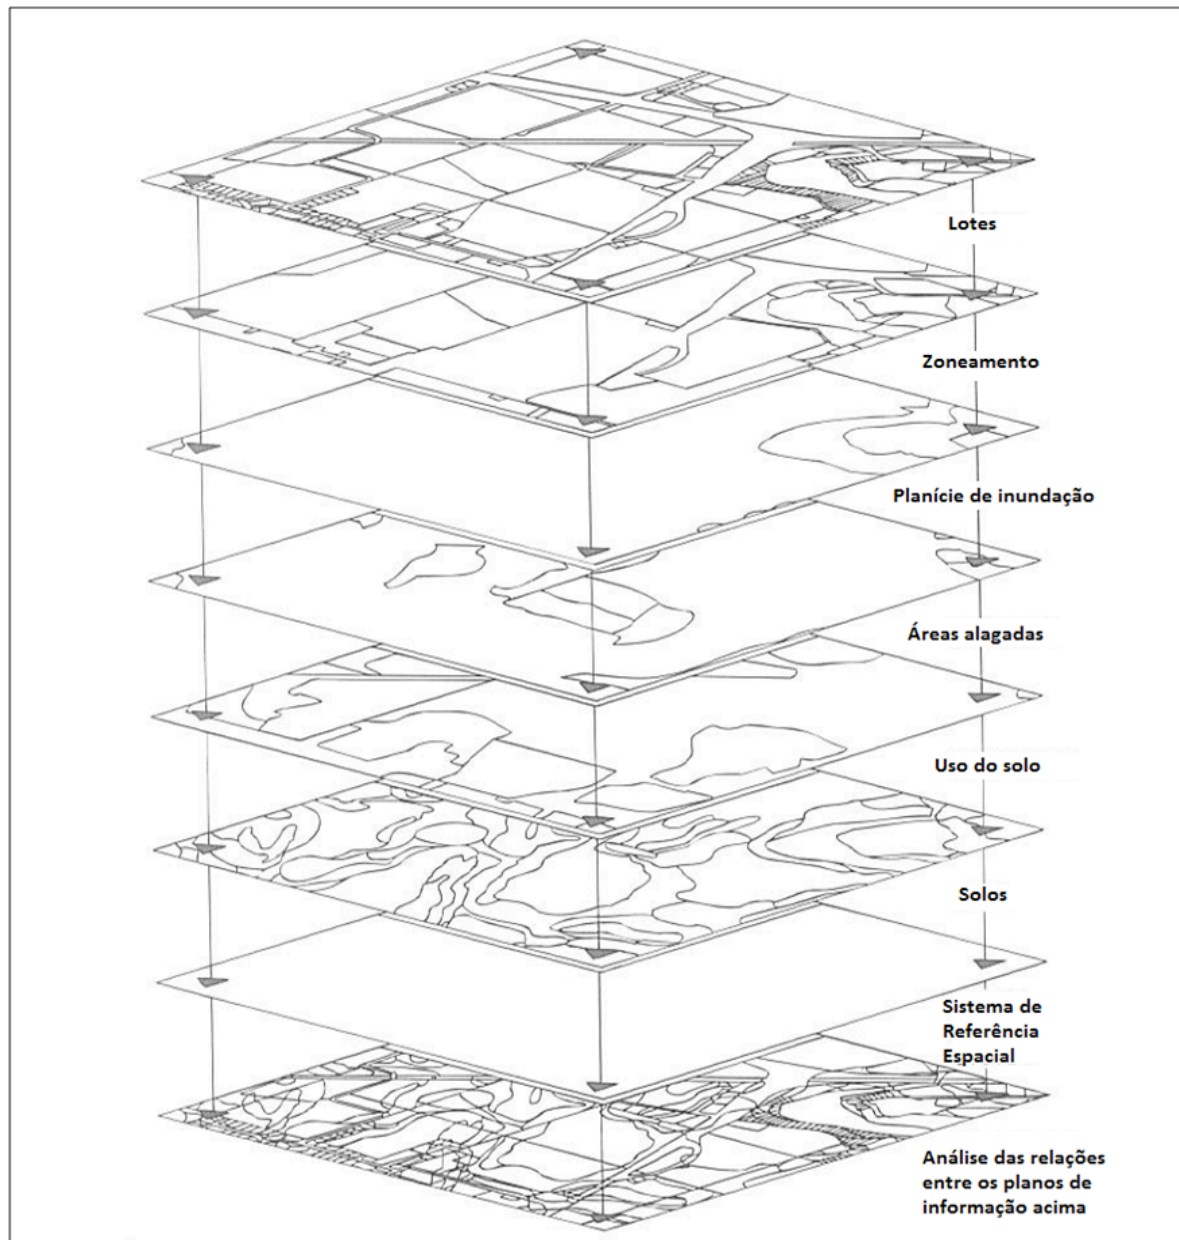 Lotes
Zoneamento
Planície de inundação
Áreas alagadas
Uso do solo
Solos
Sistema de
Referência
Espacial
Análise das relações
entre os planos de
informação acima